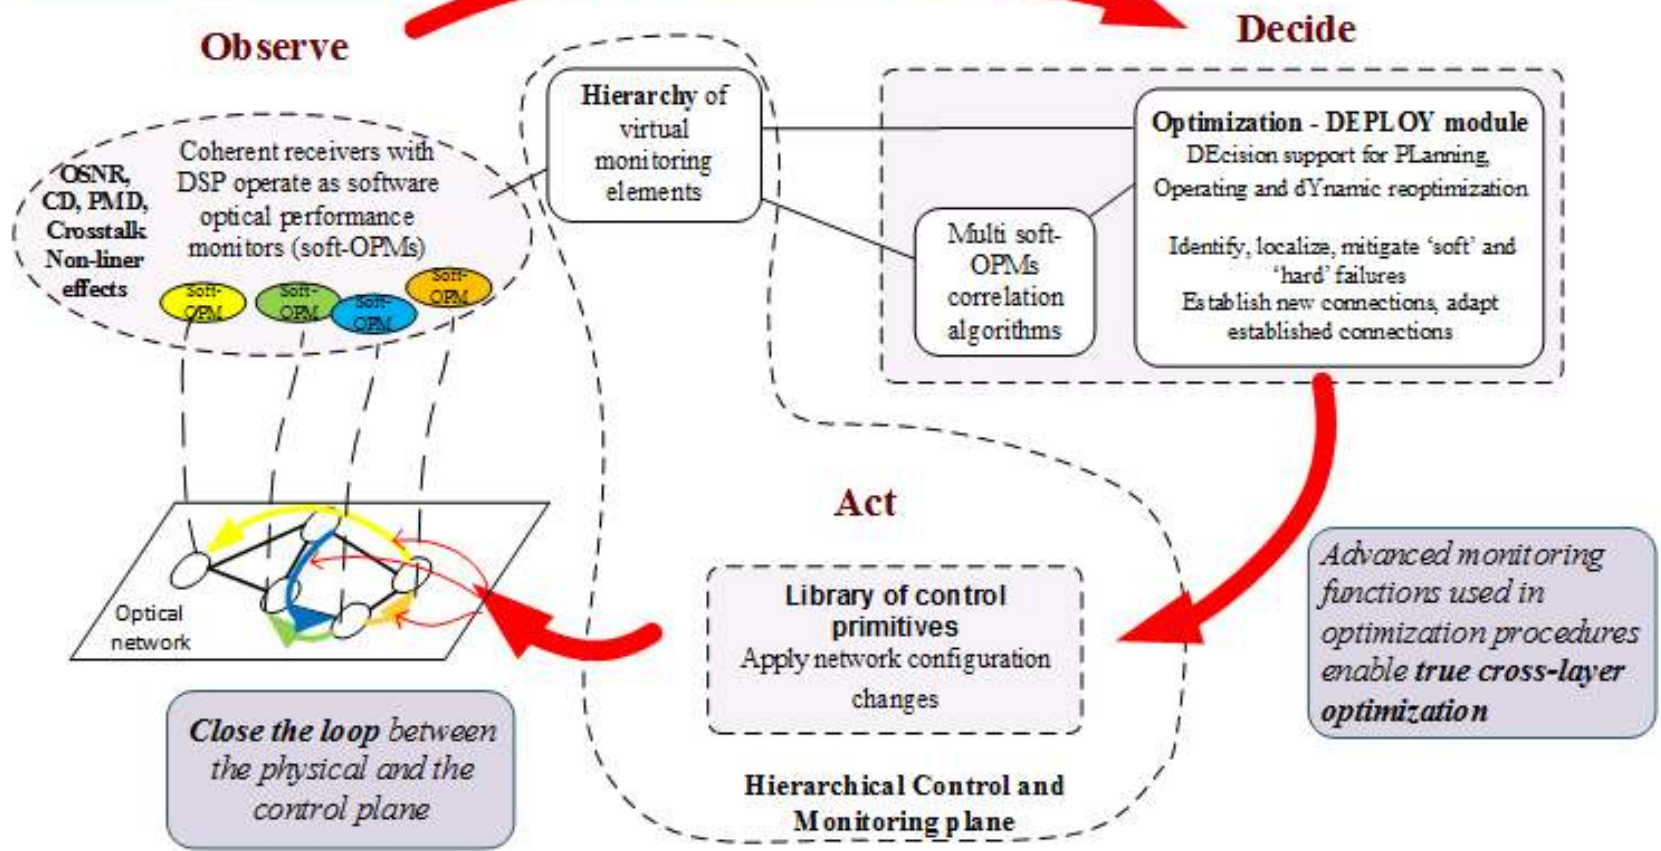 Observe
Decide
Hierarchy of
virtual
monitoring
elements
OSNR,
CD, PMD,
Crosstalk
Non-liner
effects
Coherent receivers with
DSP operate as software
optical performance
monitors (soft-OPMs)
Soft-
OPM
Soft-
OPM
Soft-
OPM
Soft-
OPM
Optimization - DEPLOY module
DEcision support for PLanning,
Operating and dYnamic reoptimization
Identify, localize, mitigate ‘soft’ and
‘hard’ failures
Establish new connections, adapt
established connections
Multi soft-
OPMs
correlation
algorithms
Act
Library of control
primitives
Apply network configuration
changes
Optical
network
Advanced monitoring
functions used in
optimization procedures
enable true cross-layer
optimization
Close the loop between
the physical and the
control plane
Hierarchical Control and
Monitoring plane